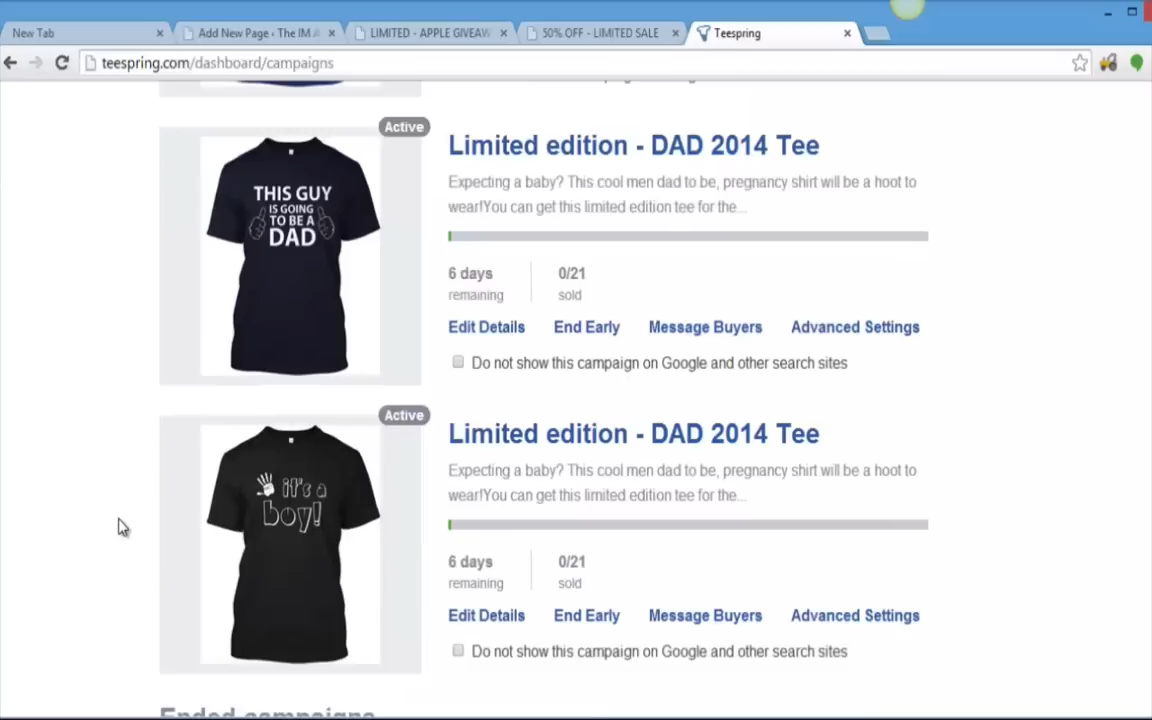 New Tab
Add New Page ‹ The IM A
LIMITED - APPLE GIVEAW
50% OFF - LIMITED SALE
Teespring
teespring.com/dashboard/campaigns
Active
THIS GUY
IS GOING
TO BE A
DAD
Limited edition - DAD 2014 Tee
Expecting a baby? This cool men dad to be, pregnancy shirt will be a hoot to
wear!You can get this limited edition tee for the...
6 days
remaining
0/21
sold
Edit Details
End Early
Message Buyers
Advanced Settings
Do not show this campaign on Google and other search sites
Active
it's a
boy!
Limited edition - DAD 2014 Tee
Expecting a baby? This cool men dad to be, pregnancy shirt will be a hoot to
wear!You can get this limited edition tee for the...
6 days
remaining
0/21
sold
Edit Details
End Early
Message Buyers
Advanced Settings
Do not show this campaign on Google and other search sites
Ended campaigns